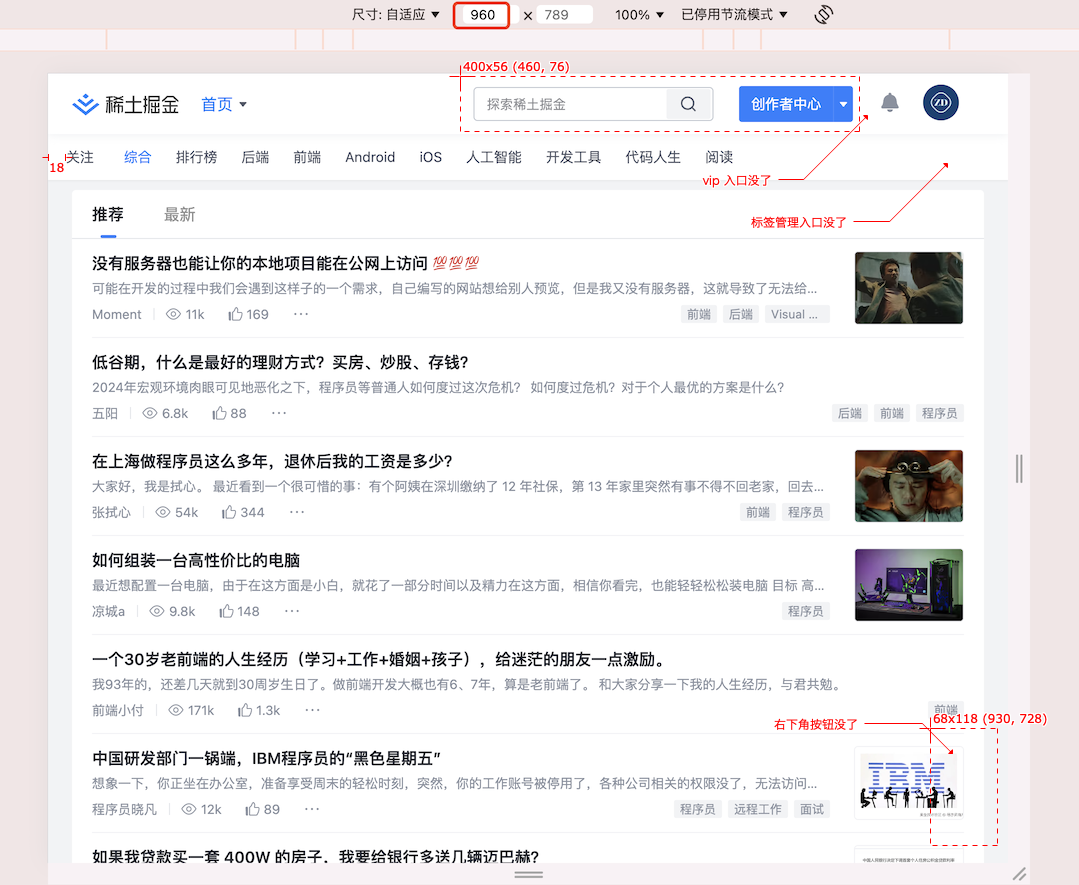 尺寸: 自适应 ▼ 960 × 789 100% ▼ 已停用节流模式 ▼
400x56 (460, 76)
稀土掘金 首页 探索稀土掘金 创作者中心 ZD
关注 综合 排行榜 后端 前端 Android iOS 人工智能 开发工具 代码人生 阅读
18
vip 入口没了
标签管理入口没了
推荐 最新
没有服务器也能让你的本地项目能在公网上访问 💯💯💯
可能在开发的过程中我们会遇到这样子的一个需求，自己编写的网站想给别人预览，但是我又没有服务器，这就导致了无法给...
Moment 11k 169 ··· 前端 后端 Visual ...
低谷期，什么是最好的理财方式？买房、炒股、存钱？
2024年宏观环境肉眼可见地恶化之下，程序员等普通人如何度过这次危机？ 如何度过危机？对于个人最优的方案是什么？
五阳 6.8k 88 ··· 后端 前端 程序员
在上海做程序员这么多年，退休后我的工资是多少？
大家好，我是拭心。 最近看到一个很可惜的事：有个阿姨在深圳缴纳了 12 年社保，第 13 年家里突然有事不得不回老家，回去...
张拭心 54k 344 ··· 前端 程序员
如何组装一台高性价比的电脑
最近想配置一台电脑，由于在这方面是小白，就花了一部分时间以及精力在这方面，相信你看完，也能轻轻松松装电脑 目标 高...
凉城a 9.8k 148 ··· 程序员
一个30岁老前端的人生经历（学习+工作+婚姻+孩子），给迷茫的朋友一点激励。
我93年的，还差几天就到30周岁生日了。做前端开发大概也有6、7年，算是老前端了。 和大家分享一下我的人生经历，与君共勉。
前端小付 171k 1.3k ··· 前端
右下角按钮没了 68x118 (930, 728)
中国研发部门一锅端，IBM程序员的“黑色星期五”
想象一下，你正坐在办公室，准备享受周末的轻松时刻，突然，你的工作账号被停用了，各种公司相关的权限没了，无法访问...
程序员晓凡 12k 89 ··· 程序员 远程工作 面试
IBM
如果我贷款买一套 400W 的房子，我要给银行多送几辆迈巴赫？